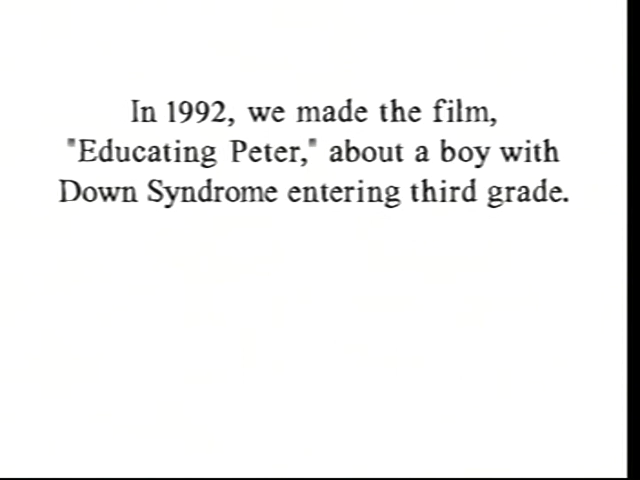 In 1992, we made the film,
"Educating Peter," about a boy with
Down Syndrome entering third grade.